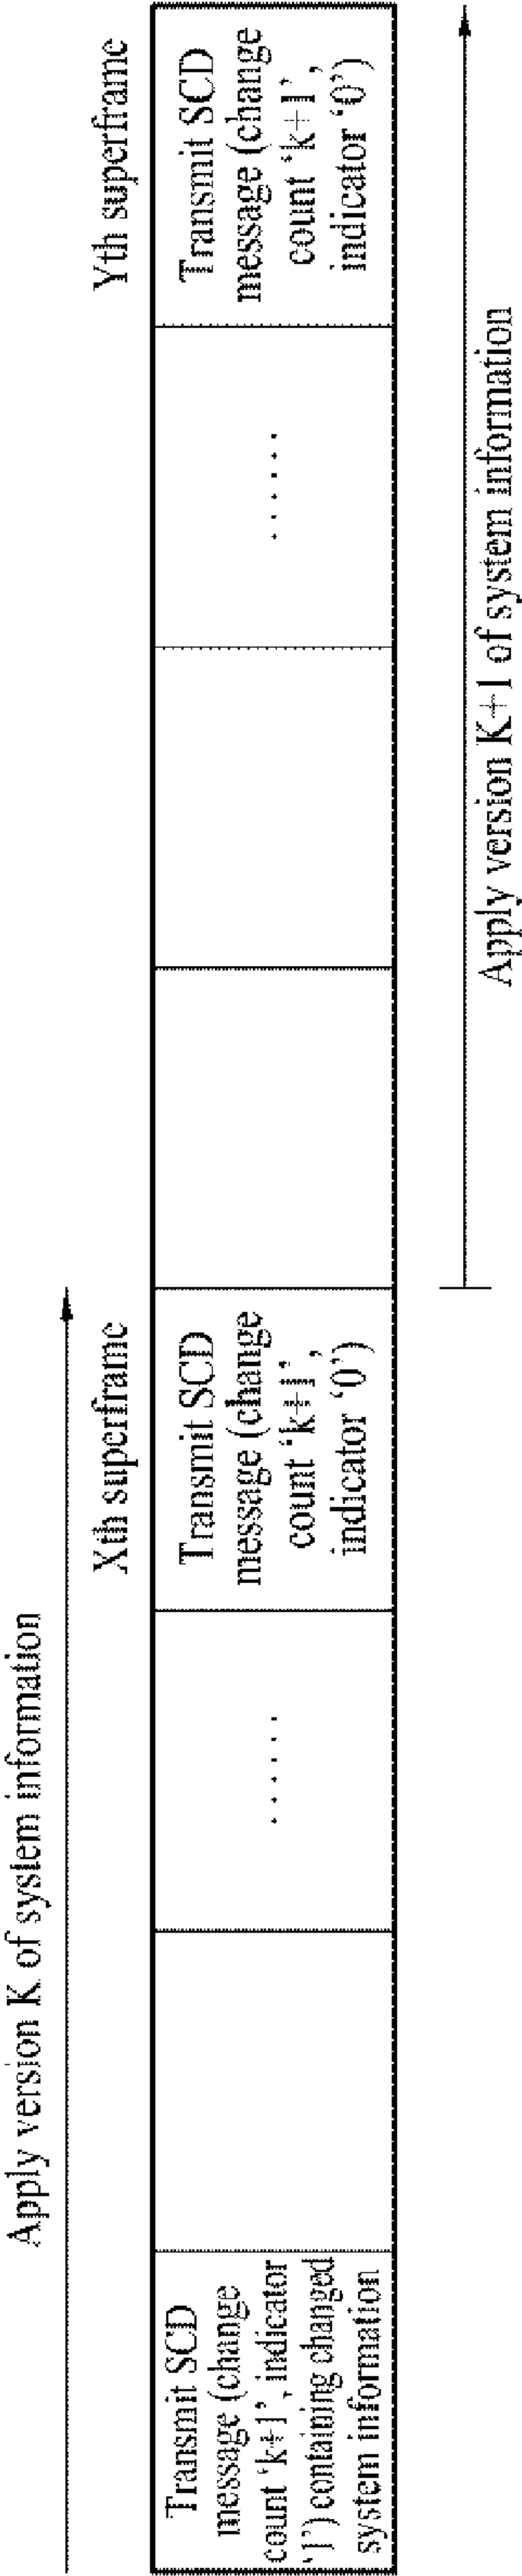 Apply version K of system information
Xth superframe
Yth superframe
Transmit SCD
message (change
count ‘k+1’, indicator
‘1’) containing changed
system information
......
Transmit SCD
message (change
count ‘k+1’,
indicator ‘0’)
......
Transmit SCD
message (change
count ‘k+1’,
indicator ‘0’)
Apply version K+1 of system information